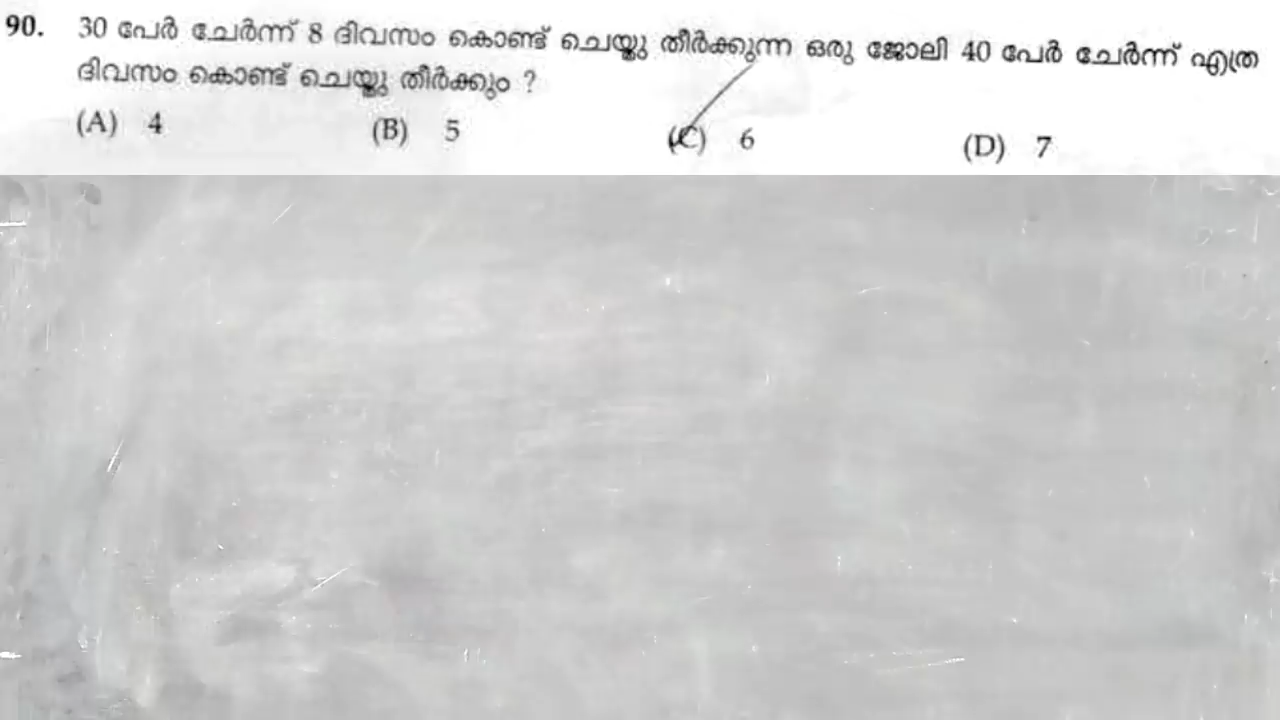 90. 30 പേർ ചേർന്ന് 8 ദിവസം കൊണ്ട് ചെയ്തു തീർക്കുന്ന ഒരു ജോലി 40 പേർ ചേർന്ന് എത്ര
ദിവസം കൊണ്ട് ചെയ്തു തീർക്കും ?
(A) 4 (B) 5 (C) 6 (D) 7